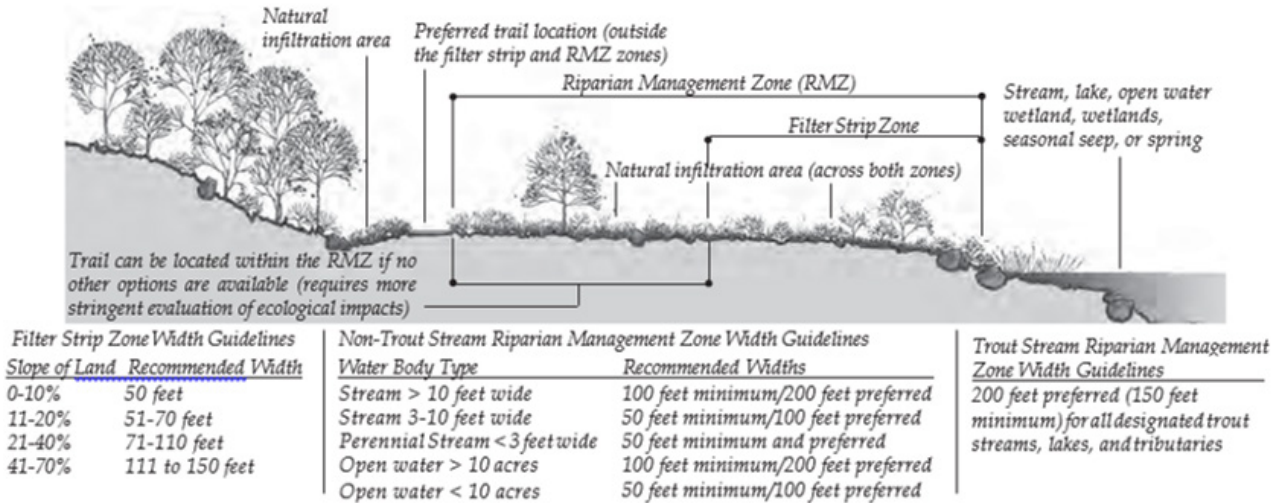 Natural
infiltration area
Preferred trail location (outside
the filter strip and RMZ zones)
Riparian Management Zone (RMZ)
Filter Strip Zone
Stream, lake, open water
wetland, wetlands,
seasonal seep, or spring
Natural infiltration area (across both zones)
Trail can be located within the RMZ if no
other options are available (requires more
stringent evaluation of ecological impacts)
Filter Strip Zone Width Guidelines
Slope of Land Recommended Width
0-10% 50 feet
11-20% 51-70 feet
21-40% 71-110 feet
41-70% 111 to 150 feet
Non-Trout Stream Riparian Management Zone Width Guidelines
Water Body Type Recommended Widths
Stream > 10 feet wide 100 feet minimum/200 feet preferred
Stream 3-10 feet wide 50 feet minimum/100 feet preferred
Perennial Stream < 3 feet wide 50 feet minimum and preferred
Open water > 10 acres 100 feet minimum/200 feet preferred
Open water < 10 acres 50 feet minimum/100 feet preferred
Trout Stream Riparian Management
Zone Width Guidelines
200 feet preferred (150 feet
minimum) for all designated trout
streams, lakes, and tributaries